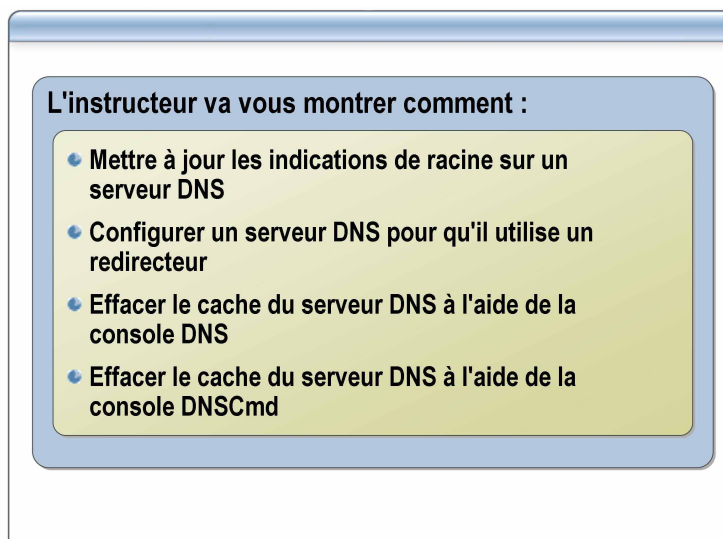 L'instructeur va vous montrer comment :
Mettre à jour les indications de racine sur un
serveur DNS
Configurer un serveur DNS pour qu'il utilise un
redirecteur
Effacer le cache du serveur DNS à l'aide de la
console DNS
Effacer le cache du serveur DNS à l'aide de la
console DNSCmd